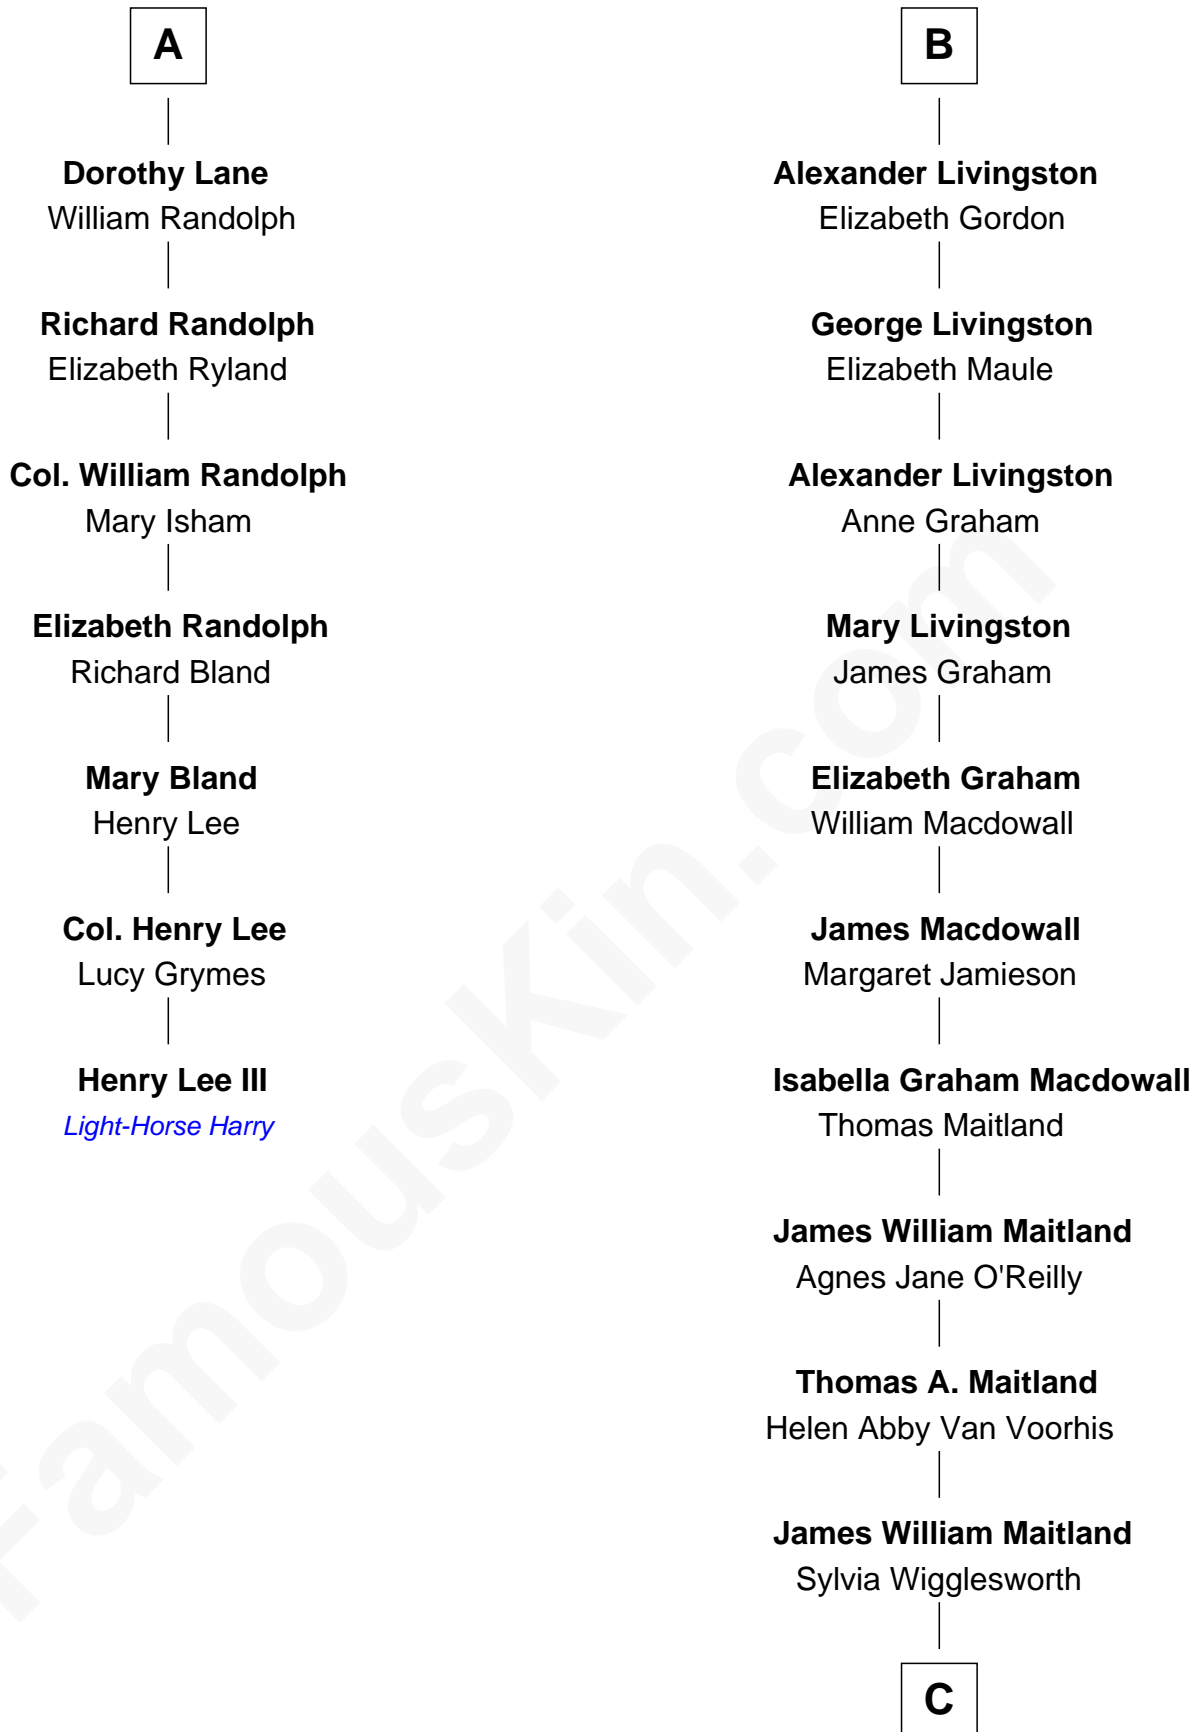 A
Dorothy Lane
William Randolph
Richard Randolph
Elizabeth Ryland
Col. William Randolph
Mary Isham
Elizabeth Randolph
Richard Bland
Mary Bland
Henry Lee
Col. Henry Lee
Lucy Grymes
Henry Lee III
Light-Horse Harry
B
Alexander Livingston
Elizabeth Gordon
George Livingston
Elizabeth Maule
Alexander Livingston
Anne Graham
Mary Livingston
James Graham
Elizabeth Graham
William Macdowall
James Macdowall
Margaret Jamieson
Isabella Graham Macdowall
Thomas Maitland
James William Maitland
Agnes Jane O'Reilly
Thomas A. Maitland
Helen Abby Van Voorhis
James William Maitland
Sylvia Wigglesworth
C
FamousKin.com